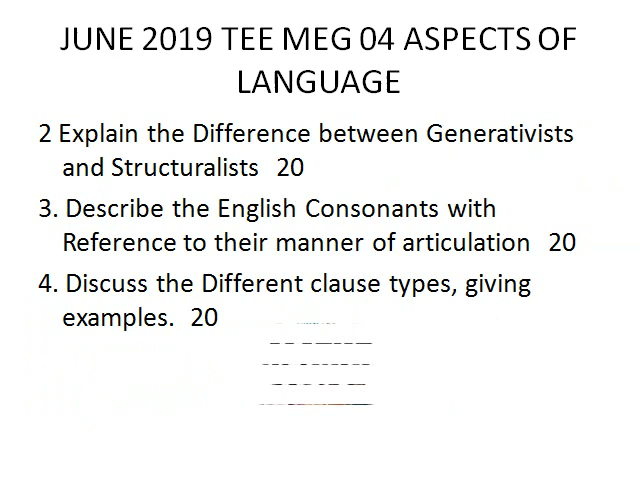 JUNE 2019 TEE MEG 04 ASPECTS OF
LANGUAGE
2 Explain the Difference between Generativists
and Structuralists 20
3. Describe the English Consonants with
Reference to their manner of articulation 20
4. Discuss the Different clause types, giving
examples. 20